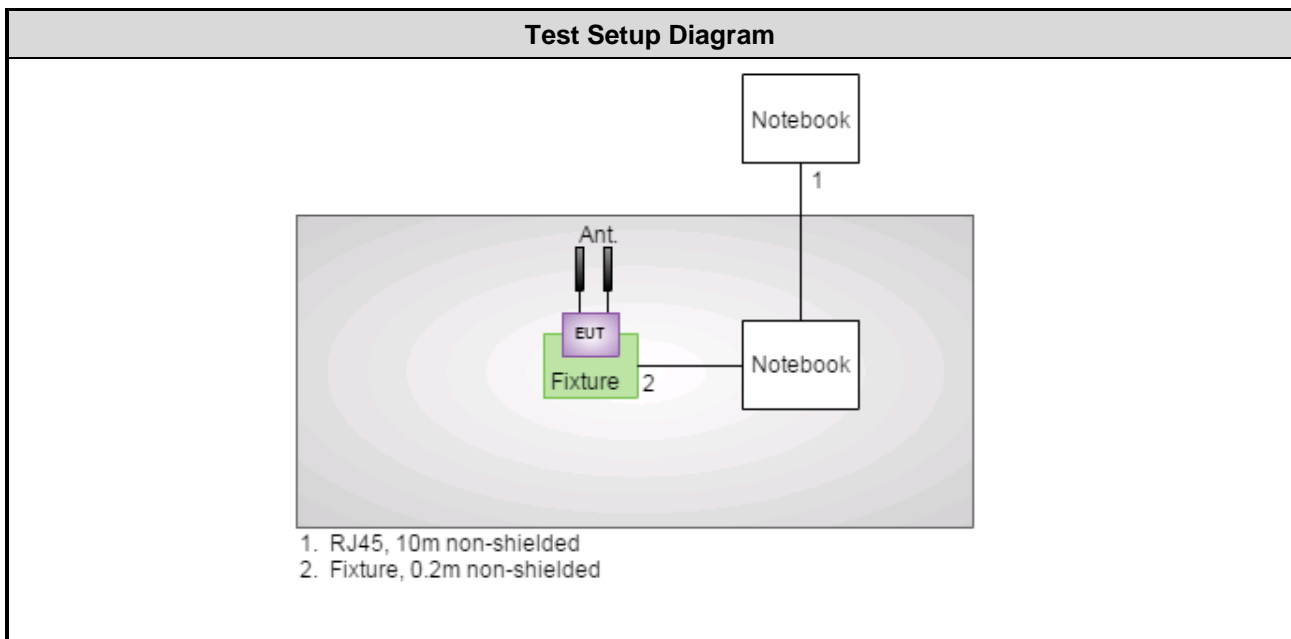 Test Setup Diagram
Notebook
1
Ant.
EUT
Fixture
2
Notebook
1. RJ45, 10m non-shielded
2. Fixture, 0.2m non-shielded